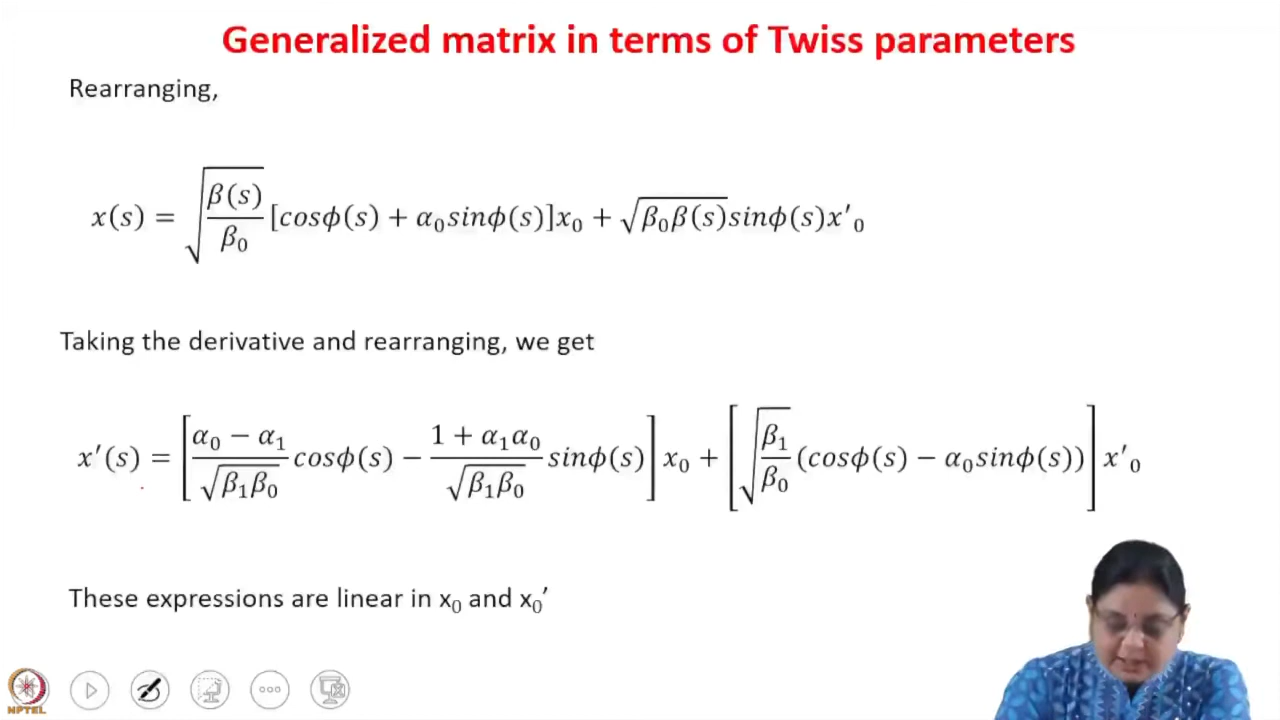 Generalized matrix in terms of Twiss parameters
Rearranging,
x(s) = √(β(s)/β₀) [cosϕ(s) + α₀sinϕ(s)]x₀ + √(β₀β(s)) sinϕ(s)x′₀
Taking the derivative and rearranging, we get
x′(s) = [(α₀ − α₁)/√(β₁β₀) cosϕ(s) − (1 + α₁α₀)/√(β₁β₀) sinϕ(s)] x₀ + [√(β₁/β₀) (cosϕ(s) − α₀sinϕ(s))] x′₀
These expressions are linear in x₀ and x₀′
NPTEL